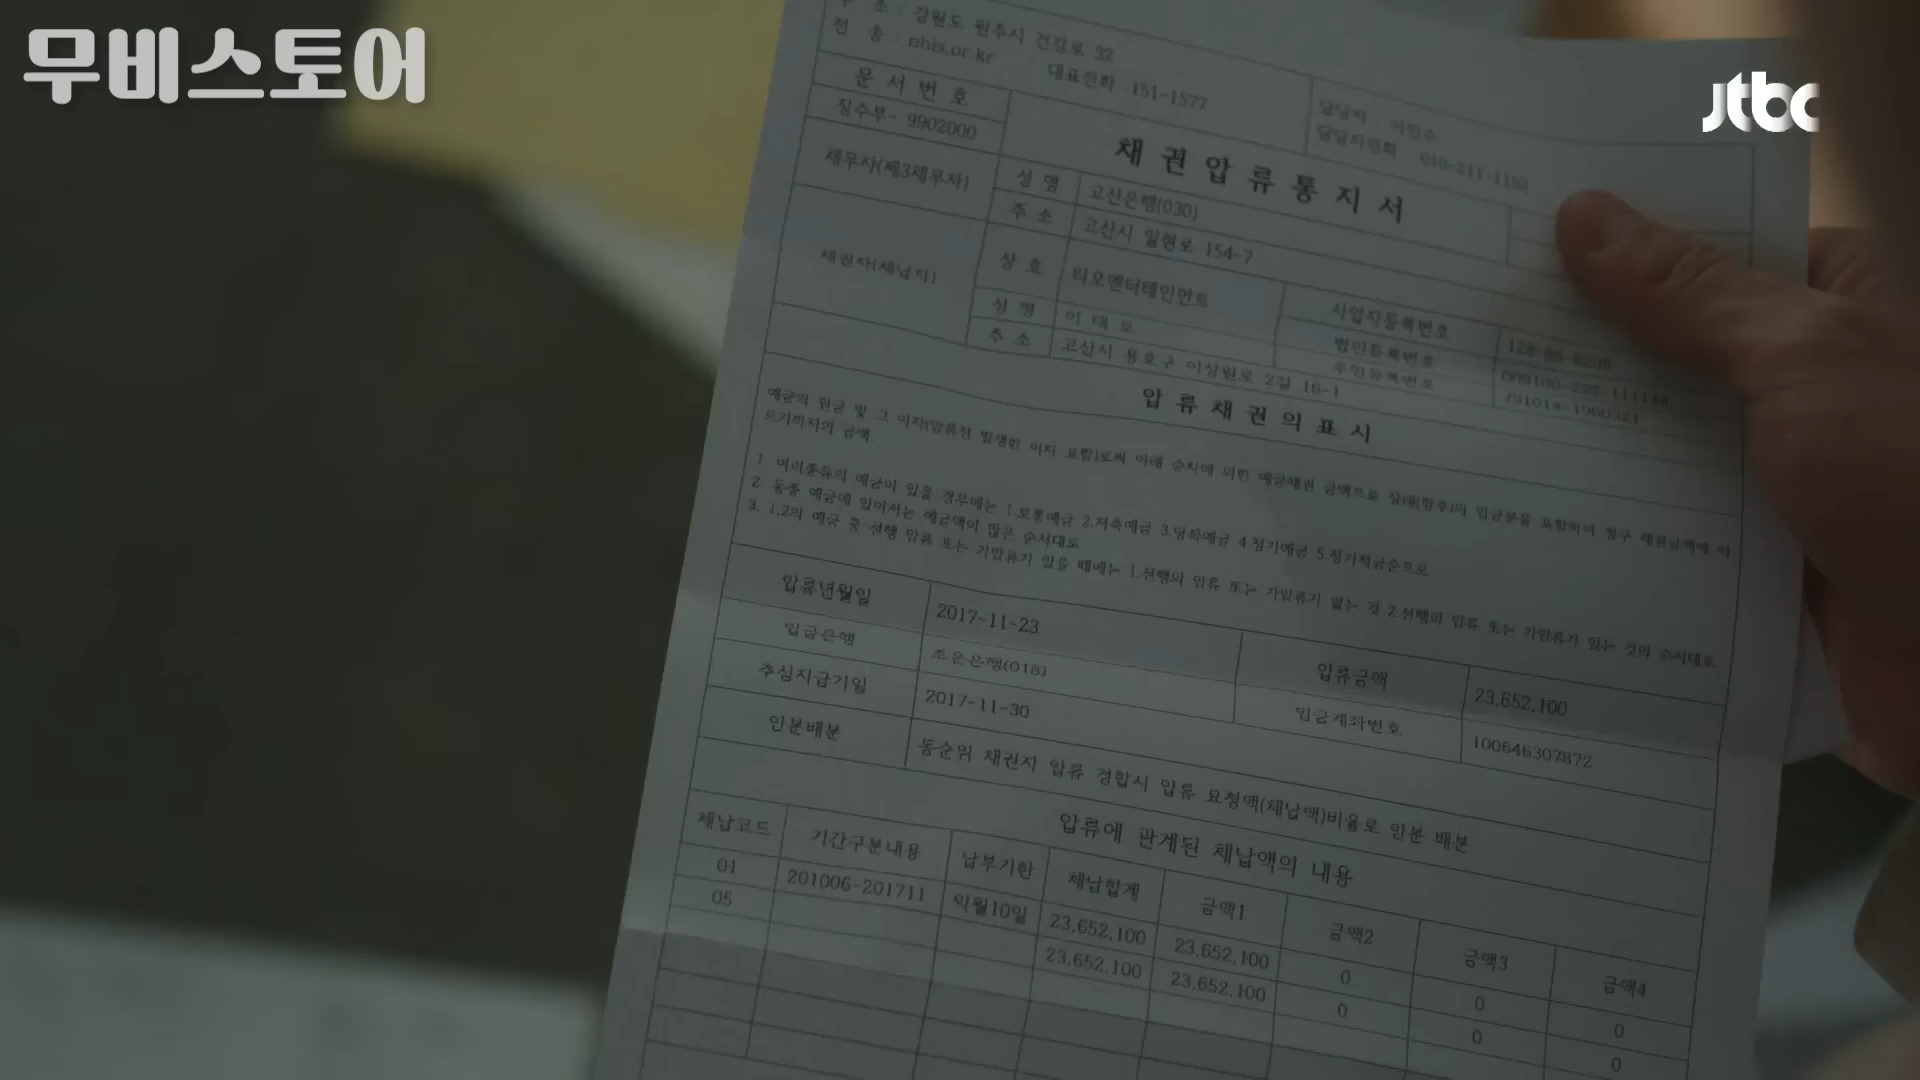 무비스토어
jtbc
주 소 : 강원도 원주시 건강로 32
전 송 : nhis.or.kr 대표전화 151-1577
담당자 : 이민수
담당자전화 010-211-1152
문 서 번 호
징수부- 9902000
채 권 압 류 통 지 서
채무자(제3채무자)
성 명 고산은행(030)
주 소 고산시 일현로 154-7
채권자(체납자)
상 호 타오엔터테인먼트
사업자등록번호
성 명 이 태 오
법인등록번호
주 소 고산시 용호구 이상원로 2길 16-1
주민등록번호
압 류 채 권 의 표 시
예금의 원금 및 그 이자(압류전 발생한 이자 포함)로써 아래 순서에 의한 예금채권 금액으로 장래(향후)의 입금분을 포함하여 청구 채권금액에 이
르기까지의 금액.
1. 여러종류의 예금이 있을 경우에는 1.보통예금 2.저축예금 3.당좌예금 4.정기예금 5.정기적금순으로
2. 동종 예금에 있어서는 예금액이 많은 순서대로
3. 1,2의 예금 중 선행 압류 또는 가압류가 있을 때에는 1.선행의 압류 또는 가압류가 없는 것 2.선행의 압류 또는 가압류가 있는 것의 순서대로.
압류년월일 2017-11-23 압류금액 23,652,100
입금은행 조은은행(018) 입금계좌번호 100646307872
추심지급기일 2017-11-30
안분배분 동순위 채권자 압류 경합시 압류 요청액(체납액)비율로 안분 배분
압류에 관계된 체납액의 내용
체납코드 기간구분내용 납부기한 체납합계 금액1 금액2 금액3 금액4
01 201006-201711 익월10일 23,652,100 23,652,100 0 0 0
05 23,652,100 23,652,100 0 0 0